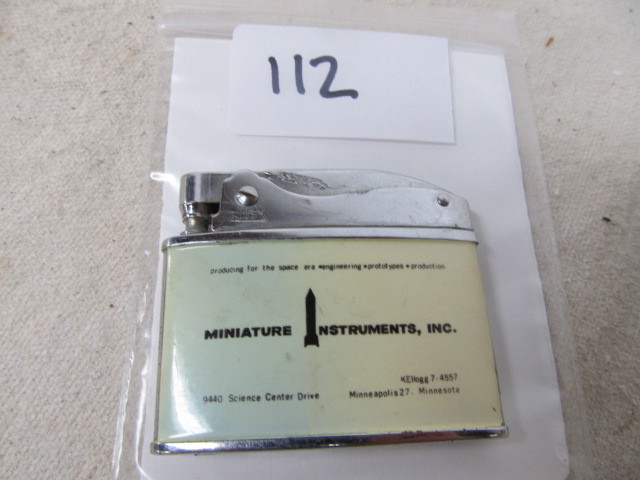 112
producing for the space era •engineering •prototypes •production
MINIATURE INSTRUMENTS, INC.
KEllogg 7-4557
9440 Science Center Drive Minneapolis 27, Minnesota